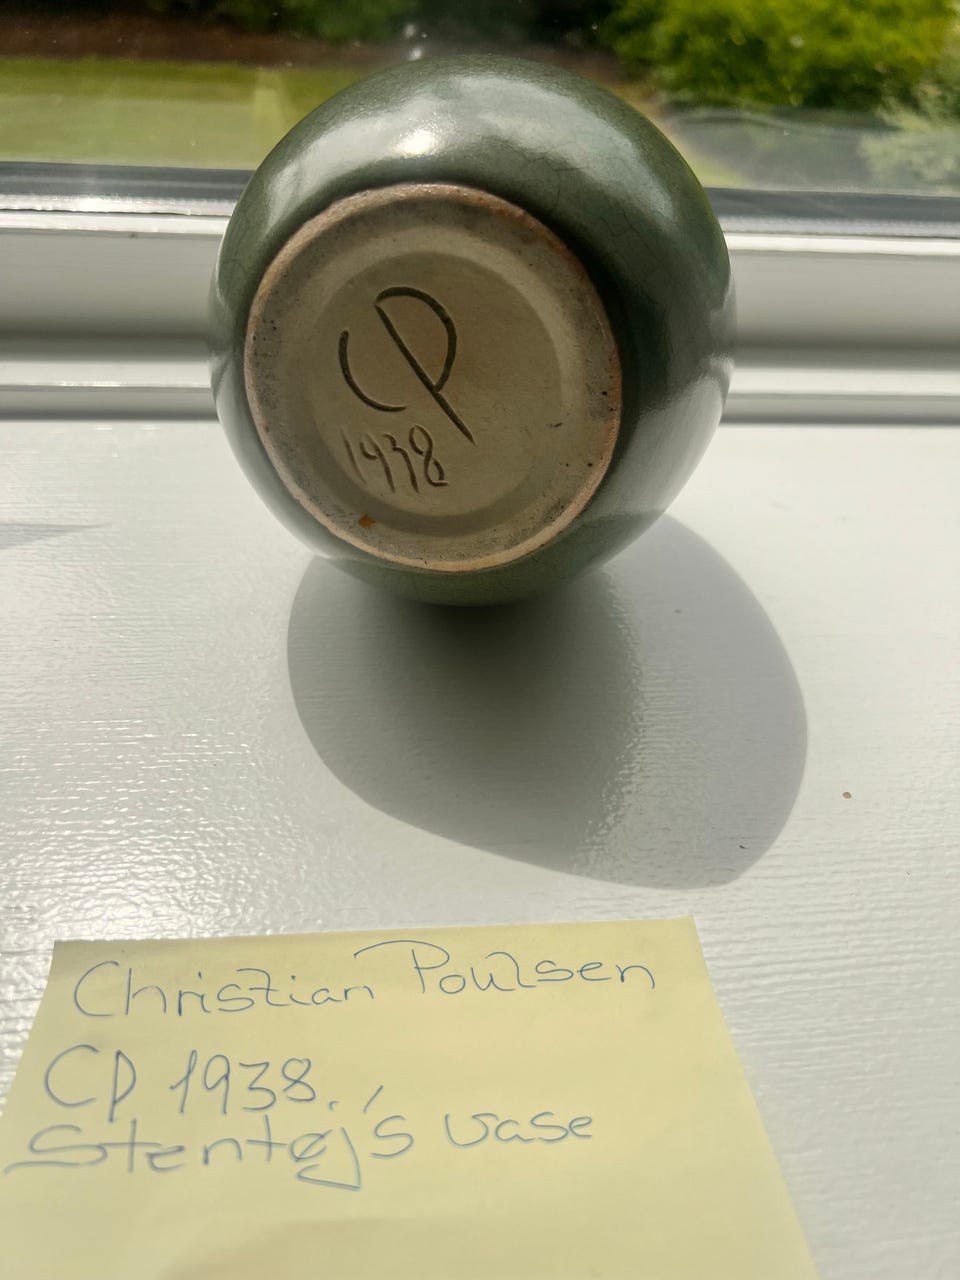 CP
1938
Christian Poulsen
CP 1938.
Stentøj's vase